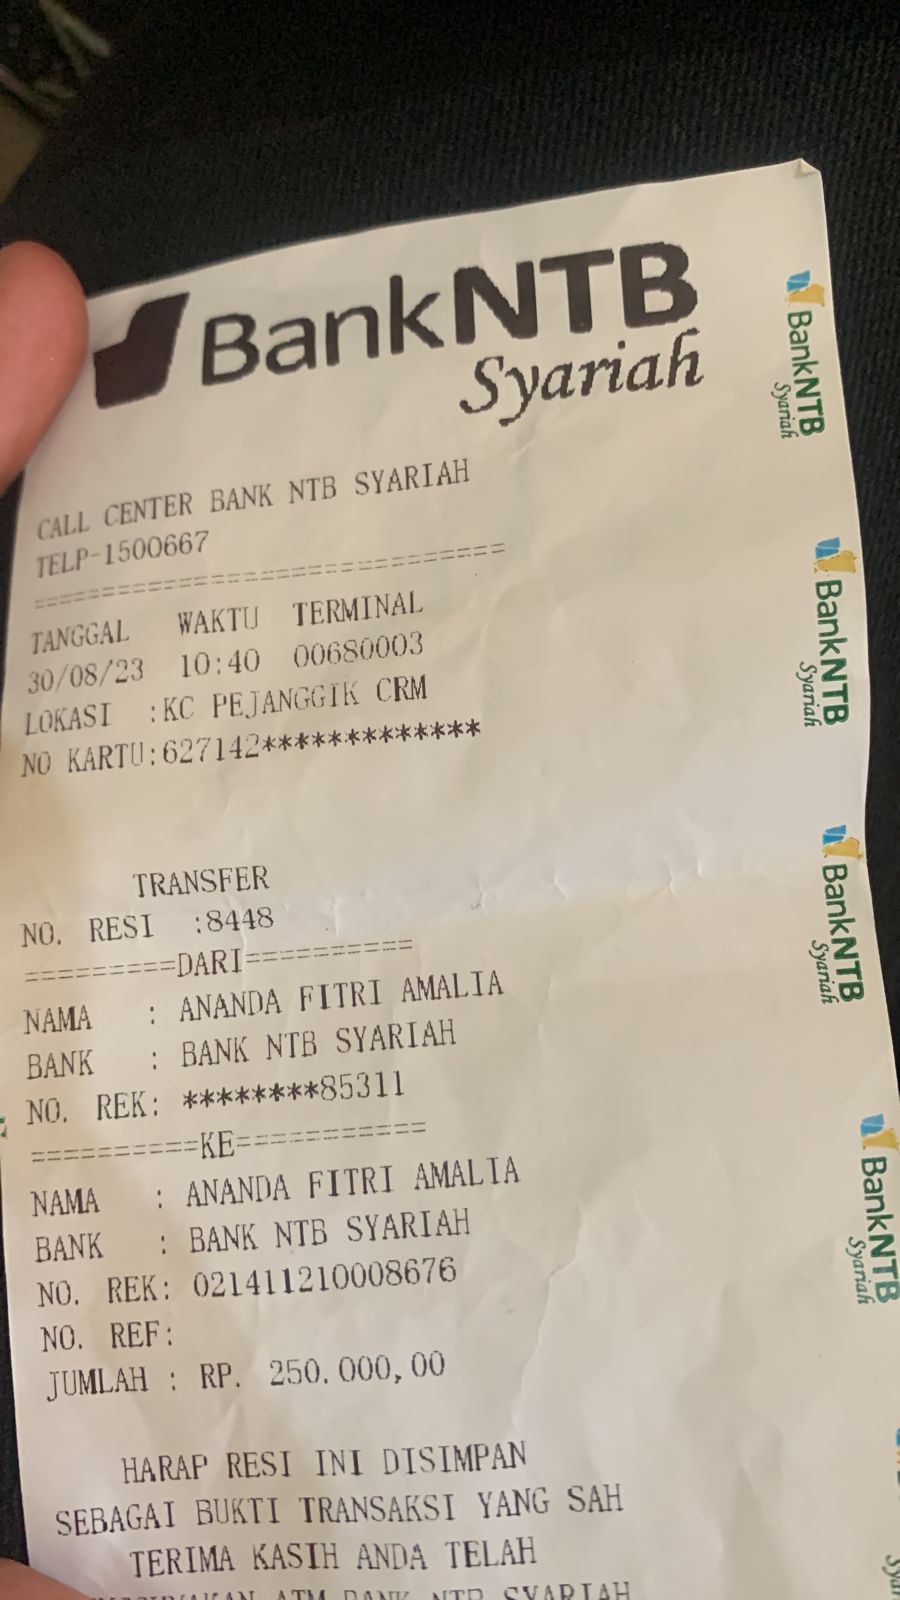 BankNTB
Syariah
CALL CENTER BANK NTB SYARIAH
TELP-1500667
============================
TANGGAL WAKTU TERMINAL
30/08/23 10:40 00680003
LOKASI :KC PEJANGGIK CRM
NO KARTU:627142*************
TRANSFER
NO. RESI :8448
=========DARI==========
NAMA : ANANDA FITRI AMALIA
BANK : BANK NTB SYARIAH
NO. REK: ********85311
==========KE===========
NAMA : ANANDA FITRI AMALIA
BANK : BANK NTB SYARIAH
NO. REK: 021411210008676
NO. REF:
JUMLAH : RP. 250.000,00
HARAP RESI INI DISIMPAN
SEBAGAI BUKTI TRANSAKSI YANG SAH
TERIMA KASIH ANDA TELAH
ATM BANK NTB SYARIAH
BankNTB
Syariah
BankNTB
Syariah
BankNTB
Syariah
BankNTB
Syariah